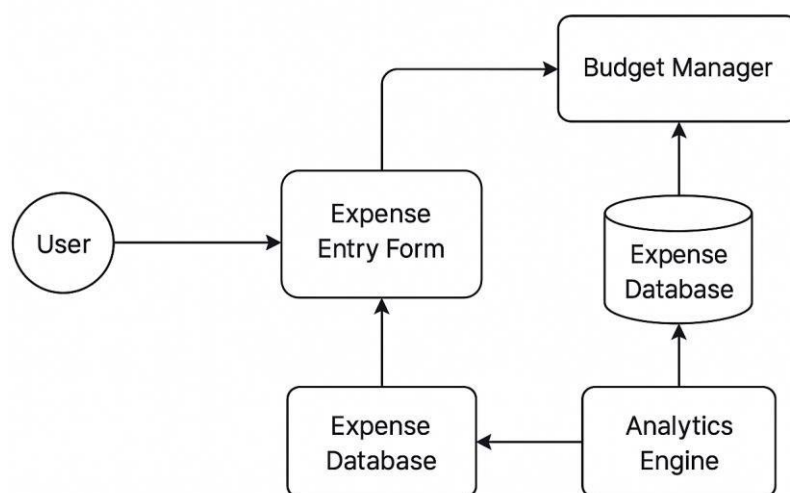 Budget Manager
User
Expense
Entry Form
Expense
Database
Expense
Database
Analytics
Engine